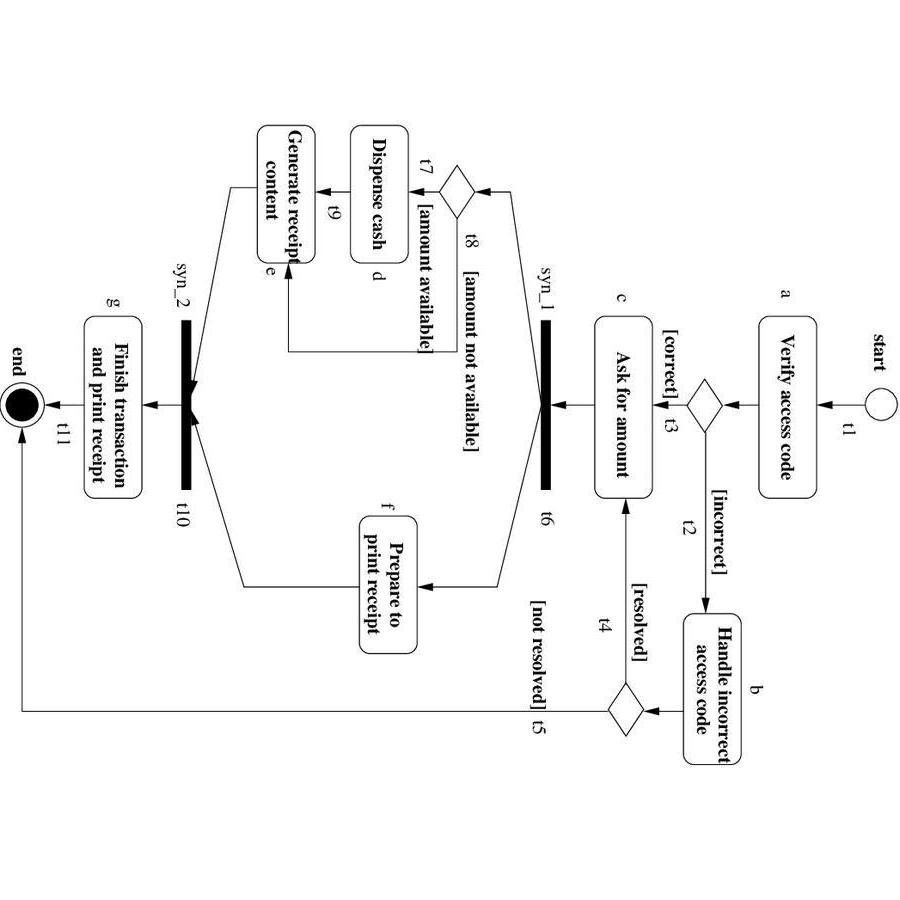 start
t1
a
Verify access code
[incorrect]
t2
[correct]
t3
b
Handle incorrect
access code
c
Ask for amount
[resolved]
t4
[not resolved]
t5
syn_1
t6
t8
[amount not available]
t7
[amount available]
Dispense cash
d
f
Prepare to
print receipt
t9
Generate receipt
content
e
syn_2
t10
g
Finish transaction
and print receipt
t11
end